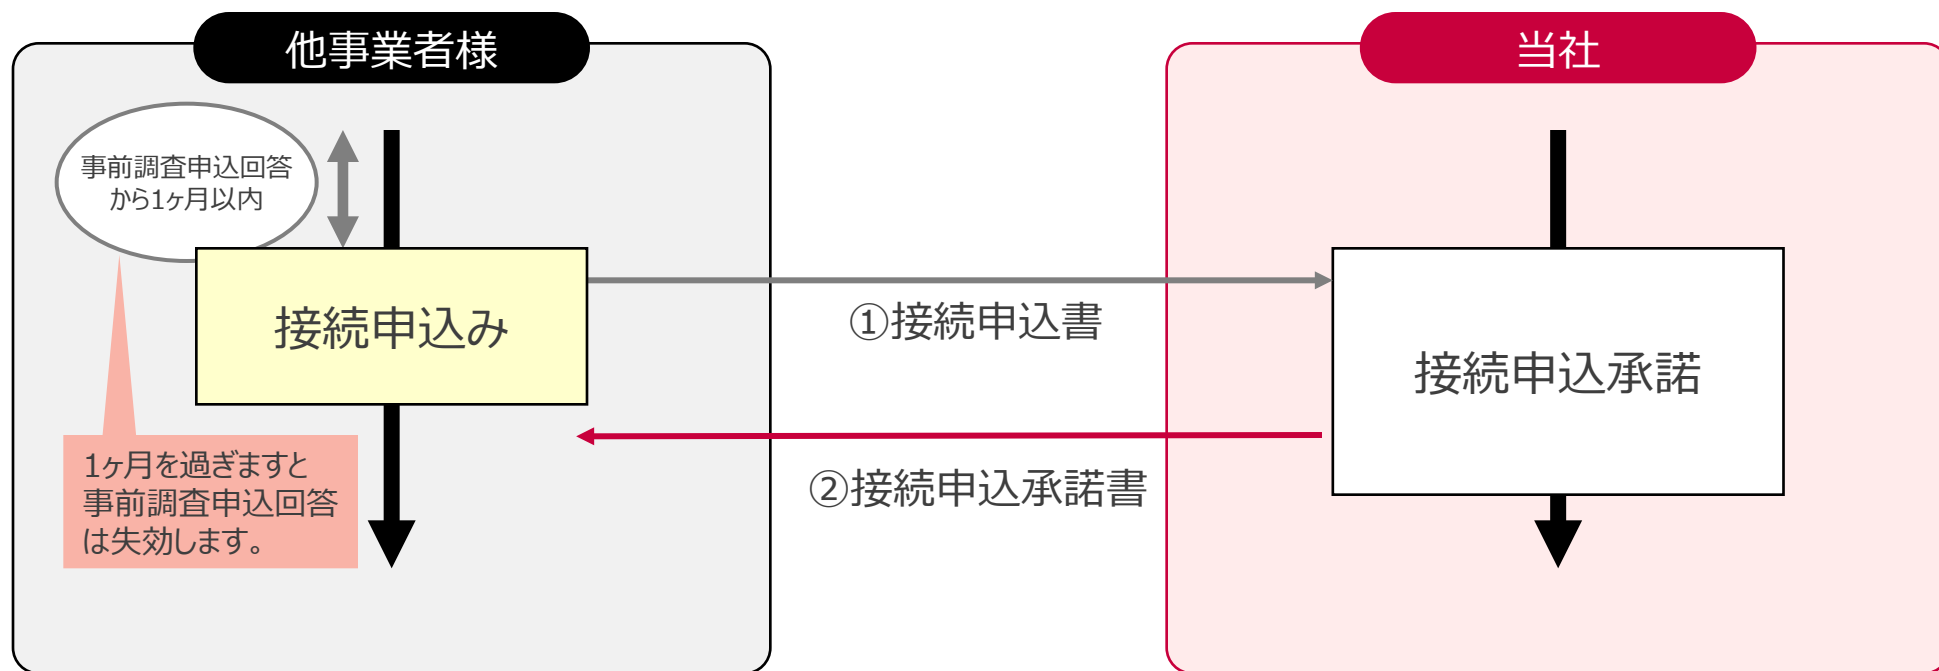 他事業者様
当社
事前調査申込回答
から1ヶ月以内
接続申込み
①接続申込書
接続申込承諾
②接続申込承諾書
1ヶ月を過ぎますと
事前調査申込回答
は失効します。